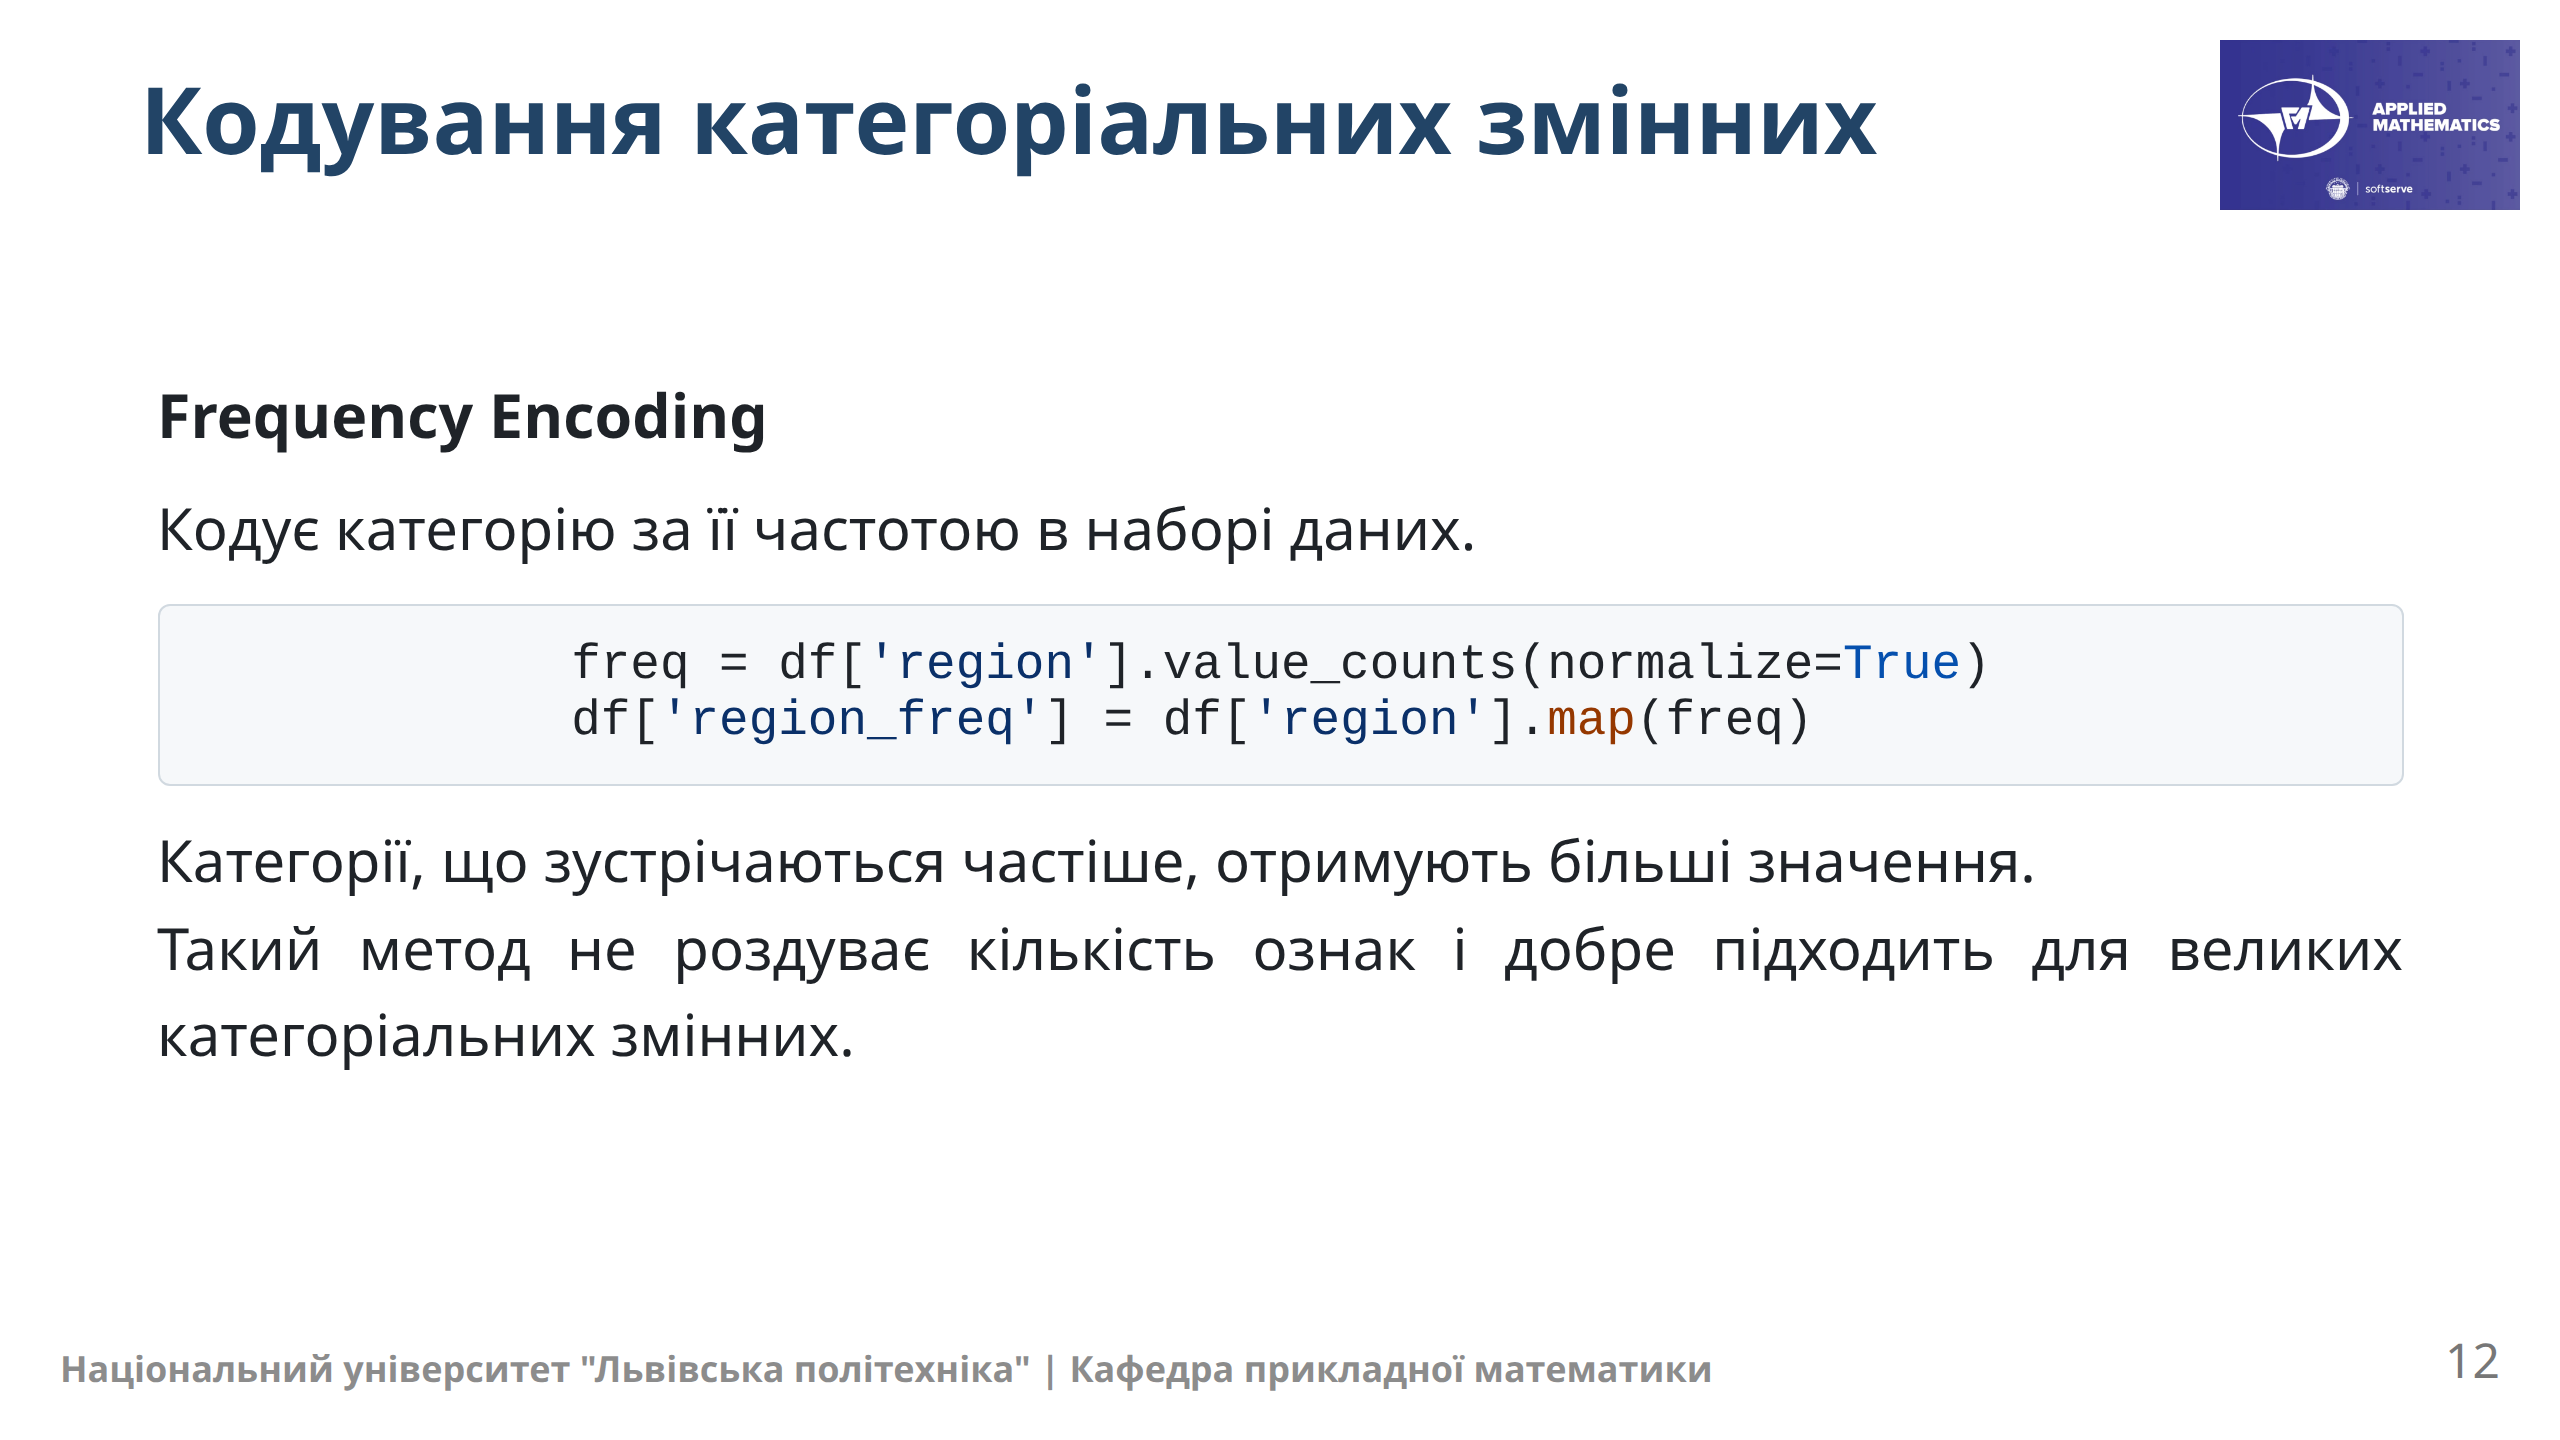 Кодування категоріальних змінних
APPLIED
MATHEMATICS
softserve
Frequency Encoding
Кодує категорію за її частотою в наборі даних.
freq = df['region'].value_counts(normalize=True)
df['region_freq'] = df['region'].map(freq)
Категорії, що зустрічаються частіше, отримують більші значення.
Такий метод не роздуває кількість ознак і добре підходить для великих
категоріальних змінних.
Національний університет "Львівська політехніка" | Кафедра прикладної математики
12